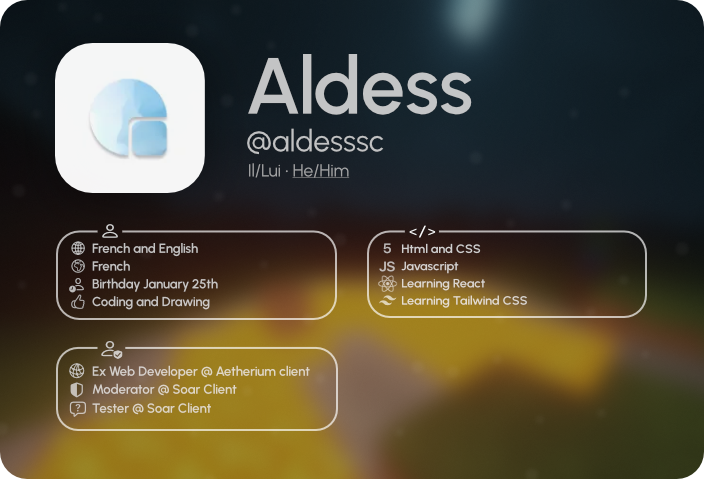 Aldess
@aldesssc
Il/Lui · He/Him
French and English
French
Birthday January 25th
Coding and Drawing
</>
5 Html and CSS
JS Javascript
Learning React
Learning Tailwind CSS
Ex Web Developer @ Aetherium client
Moderator @ Soar Client
Tester @ Soar Client